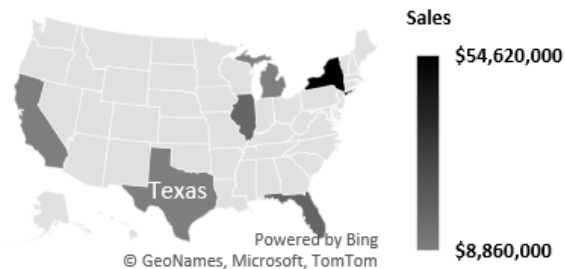 Sales
$54,620,000
Texas
$8,860,000
Powered by Bing
© GeoNames, Microsoft, TomTom